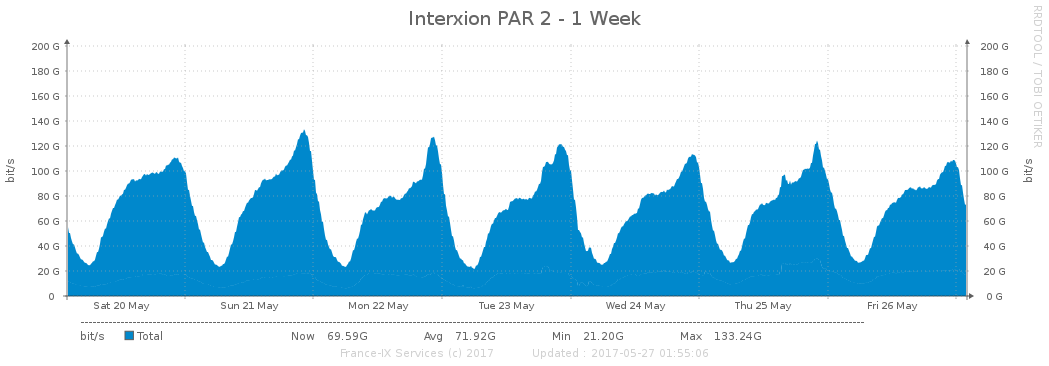 Interxion PAR 2 - 1 Week
RRDTOOL / TOBI OETIKER
bit/s
200 G
180 G
160 G
140 G
120 G
100 G
80 G
60 G
40 G
20 G
0
200 G
180 G
160 G
140 G
120 G
100 G
80 G
60 G
40 G
20 G
0 G
bit/s
Sat 20 May Sun 21 May Mon 22 May Tue 23 May Wed 24 May Thu 25 May Fri 26 May
bit/s Total Now 69.59G Avg 71.92G Min 21.20G Max 133.24G
France-IX Services (c) 2017 Updated : 2017-05-27 01:55:06